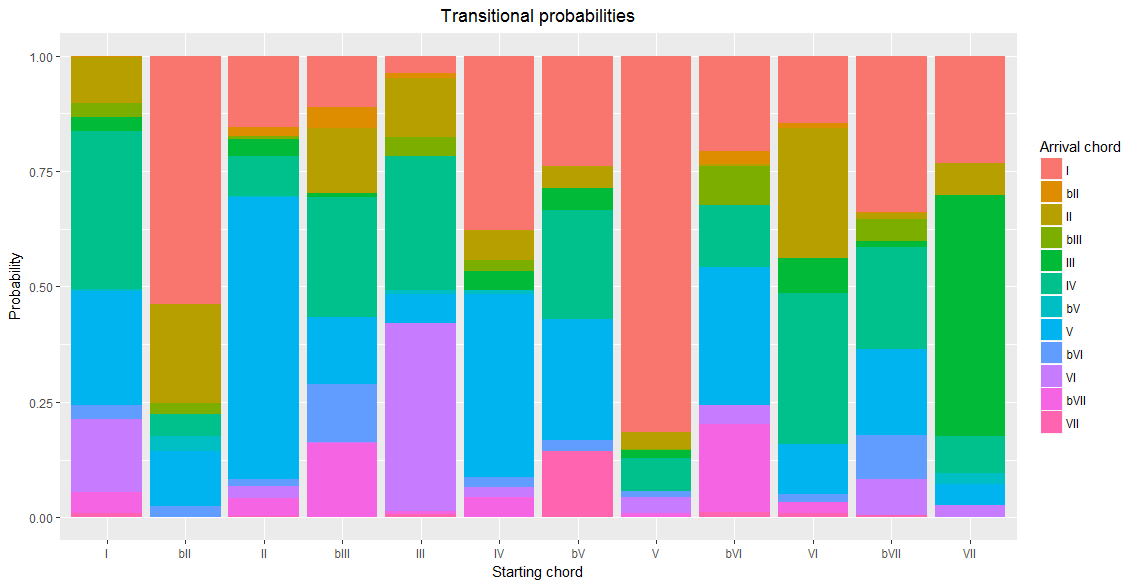 Transitional probabilities
Probability
1.00
0.75
0.50
0.25
0.00
I bII II bIII III IV bV V bVI VI bVII VII
Starting chord
Arrival chord
I
bII
II
bIII
III
IV
bV
V
bVI
VI
bVII
VII